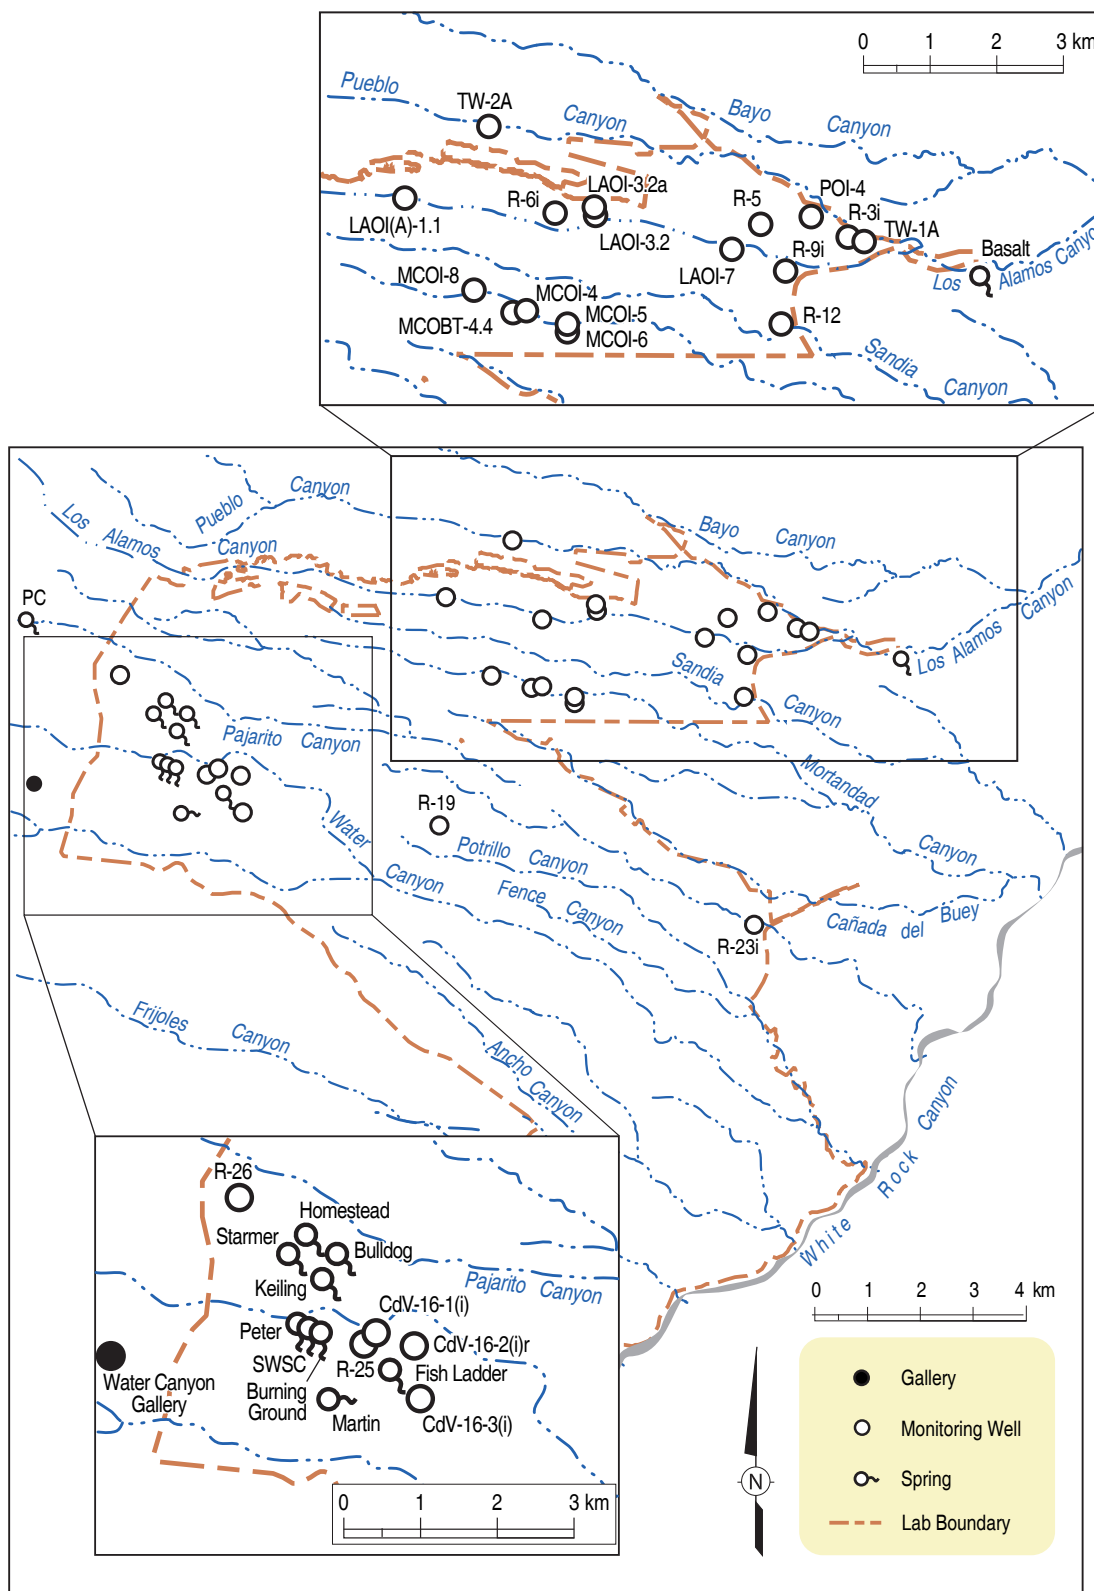 0 1 2 3 km
Pueblo
Canyon
Bayo
Canyon
TW-2A
LAOI-3.2a
R-6i
LAOI-3.2
LAOI(A)-1.1
R-5
POI-4
R-3i
TW-1A
Basalt
LAOI-7
R-9i
Los Alamos Canyon
MCOI-8
MCOI-4
MCOI-5
MCOBT-4.4
MCOI-6
R-12
Sandia
Canyon
Los
Alamos
Canyon
Pueblo
Canyon
Bayo
Canyon
PC
Los Alamos Canyon
Sandia
Canyon
Pajarito Canyon
Mortandad
Canyon
R-19
Water
Canyon
Potrillo Canyon
Fence Canyon
Cañada del Buey
R-23i
Frijoles Canyon
Ancho Canyon
White Rock Canyon
R-26
Homestead
Starmer
Bulldog
Keiling
Pajarito Canyon
CdV-16-1(i)
Peter
CdV-16-2(i)r
SWSC
R-25
Fish Ladder
Water Canyon
Gallery
Burning
Ground
Martin
CdV-16-3(i)
0 1 2 3 km
0 1 2 3 4 km
N
Gallery
Monitoring Well
Spring
Lab Boundary